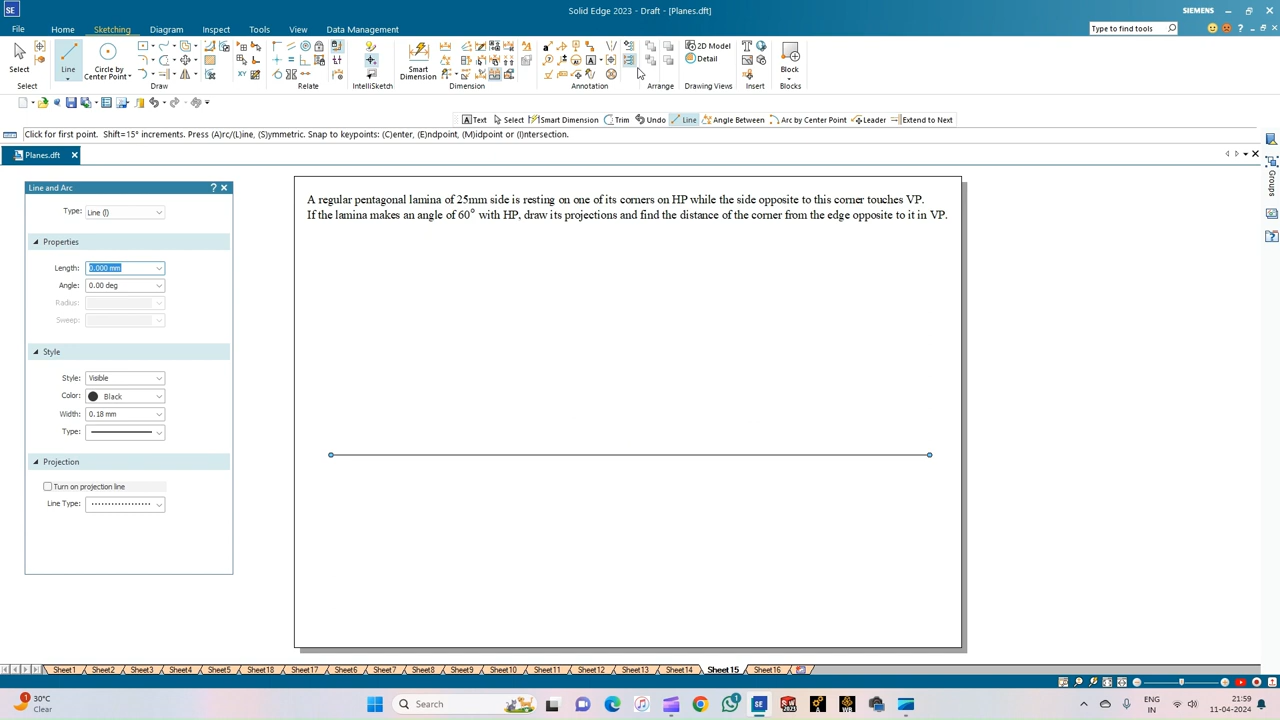 SE
Solid Edge 2023 - Draft - [Planes.dft]
SIEMENS
File
Home
Sketching
Diagram
Inspect
Tools
View
Data Management
Type to find tools
Select
Line
Circle by
Center Point
Smart
Dimension
2D Model
Detail
Block
Select
Draw
Relate
IntelliSketch
Dimension
Annotation
Arrange
Drawing Views
Insert
Blocks
Text
Select
Smart Dimension
Trim
Undo
Line
Angle Between
Arc by Center Point
Leader
Extend to Next
Click for first point. Shift=15° increments. Press (A)rc/(L)ine, (S)ymmetric. Snap to keypoints: (C)enter, (E)ndpoint, (M)idpoint or (I)ntersection.
Planes.dft
Groups
Line and Arc
Type: Line (l)
Properties
Length: 0.000 mm
Angle: 0.00 deg
Radius:
Sweep:
Style
Style: Visible
Color: Black
Width: 0.18 mm
Type:
Projection
Turn on projection line
Line Type:
A regular pentagonal lamina of 25mm side is resting on one of its corners on HP while the side opposite to this corner touches VP.
If the lamina makes an angle of 60° with HP, draw its projections and find the distance of the corner from the edge opposite to it in VP.
Sheet1
Sheet2
Sheet3
Sheet4
Sheet5
Sheet18
Sheet17
Sheet6
Sheet7
Sheet8
Sheet9
Sheet10
Sheet11
Sheet12
Sheet13
Sheet14
Sheet15
Sheet16
30°C
Clear
Search
ENG
IN
21:59
11-04-2024